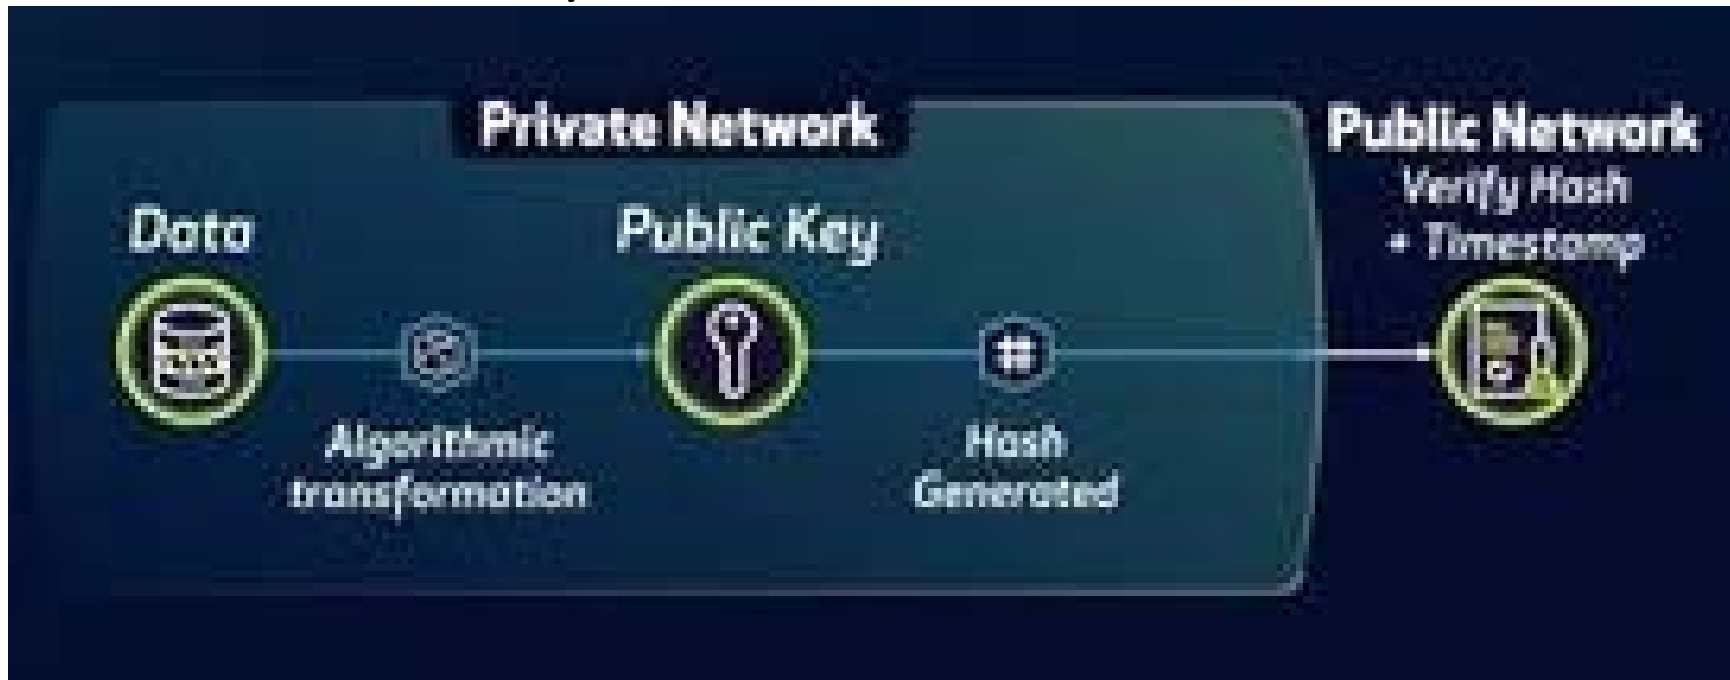 Private Network
Public Network
Verify Hash
+ Timestamp
Data
Public Key
Algorithmic
transformation
Hash
Generated